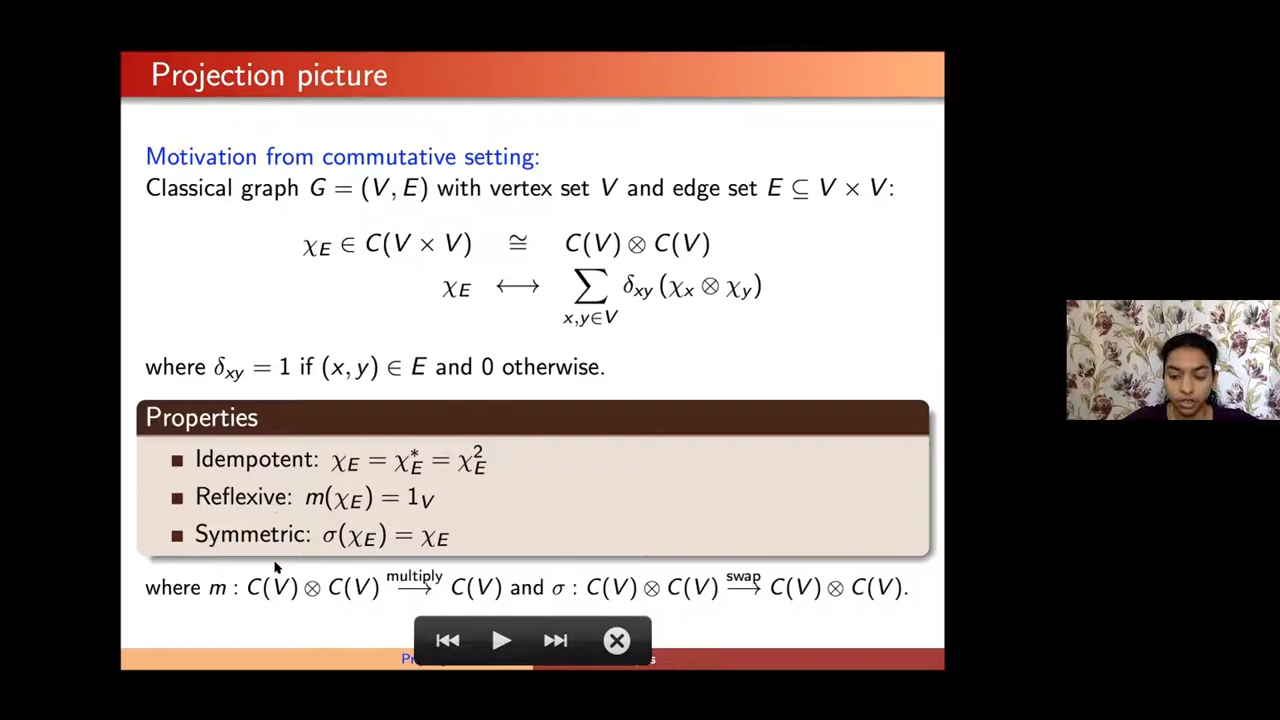 Projection picture
Motivation from commutative setting:
Classical graph G = (V, E) with vertex set V and edge set E ⊆ V × V:
χ_E ∈ C(V × V) ≅ C(V) ⊗ C(V)
χ_E ⟷ ∑_{x,y∈V} δ_{xy} (χ_x ⊗ χ_y)
where δ_{xy} = 1 if (x, y) ∈ E and 0 otherwise.
Properties
■ Idempotent: χ_E = χ_E^* = χ_E^2
■ Reflexive: m(χ_E) = 1_V
■ Symmetric: σ(χ_E) = χ_E
where m : C(V) ⊗ C(V) \xrightarrow{multiply} C(V) and σ : C(V) ⊗ C(V) \xrightarrow{swap} C(V) ⊗ C(V).